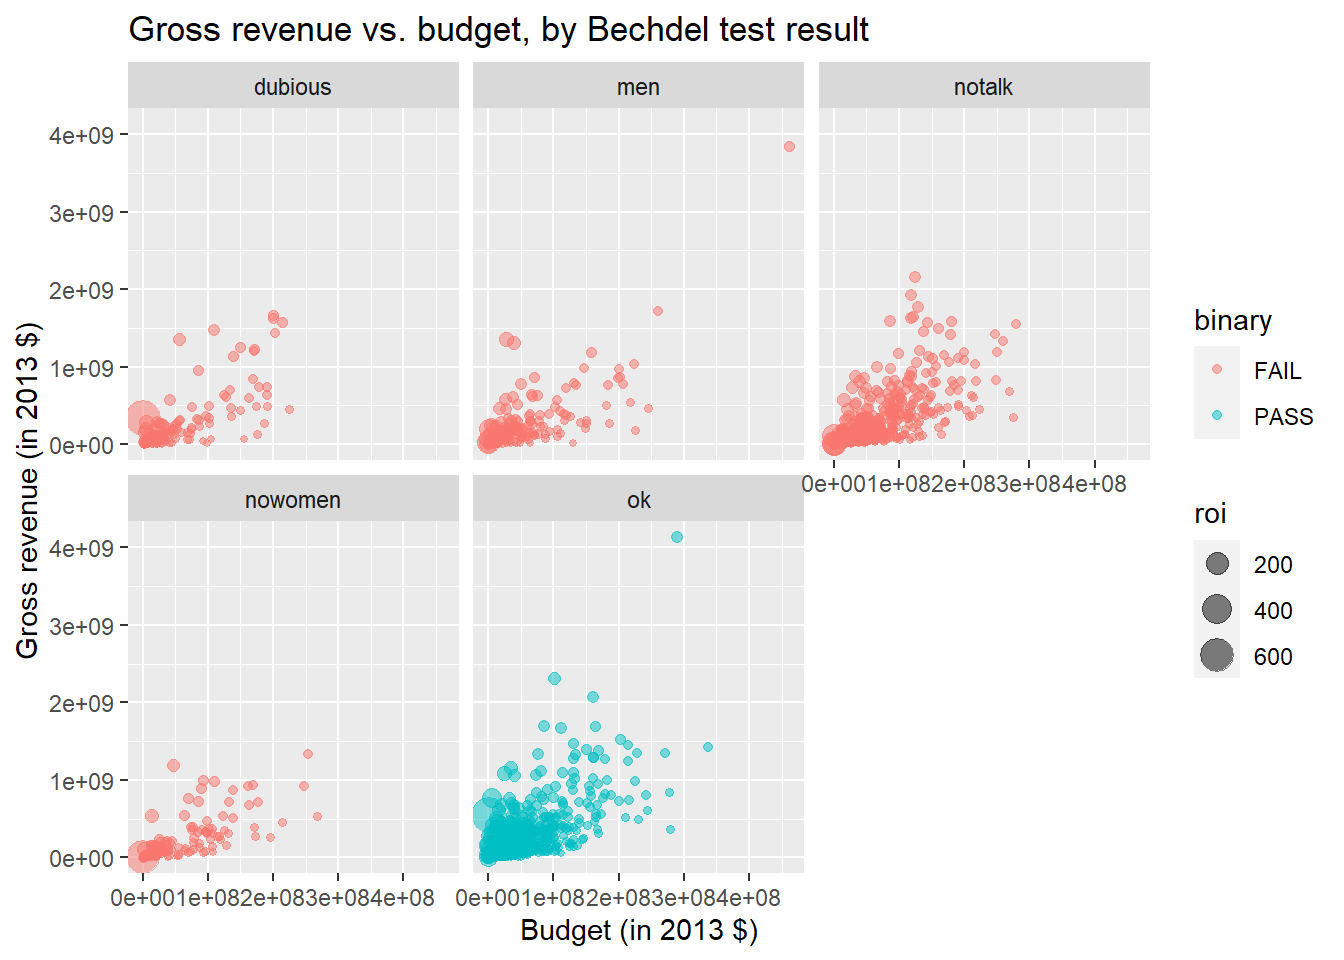 Gross revenue vs. budget, by Bechdel test result
dubious
men
notalk
4e+09
3e+09
2e+09
1e+09
0e+00
0e+001e+082e+083e+084e+08
nowomen
ok
4e+09
3e+09
2e+09
1e+09
0e+00
0e+001e+082e+083e+084e+08
0e+001e+082e+083e+084e+08
Budget (in 2013 $)
Gross revenue (in 2013 $)
binary
FAIL
PASS
roi
200
400
600